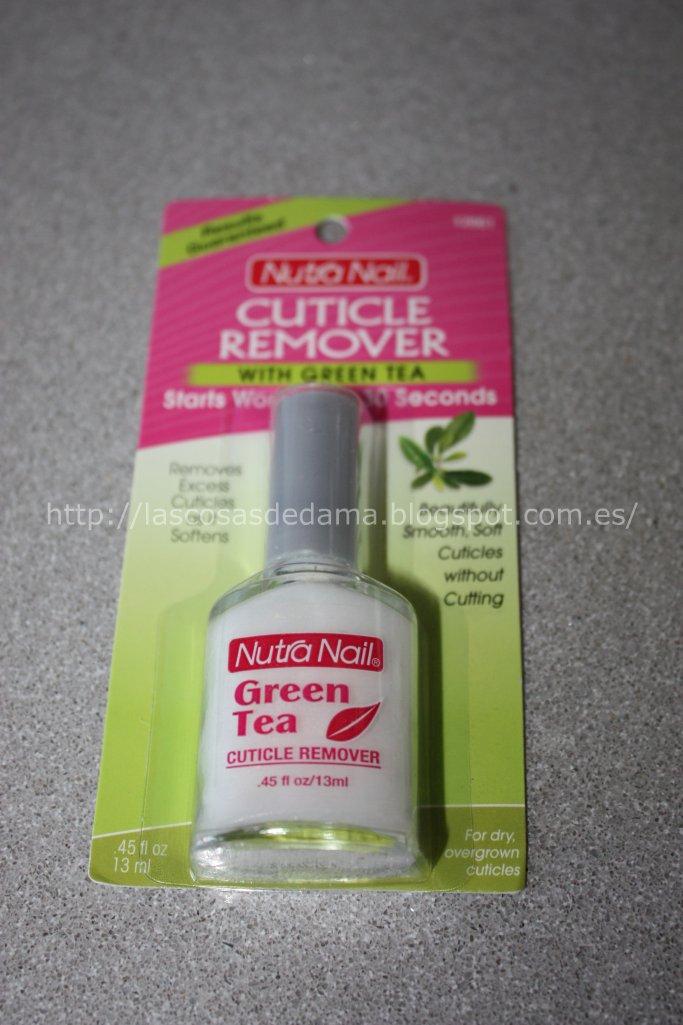 Results
Guaranteed
Nutra Nail
CUTICLE
REMOVER
WITH GREEN TEA
Starts 30 Seconds
Removes
Excess
Cuticles
Softens
http://lascosasdedama.blogspot.com.es/
Beautifully
Smooth, Soft
Cuticles
without
Cutting
Nutra Nail®
Green
Tea
CUTICLE REMOVER
.45 fl oz/13ml
.45 fl oz
13 ml
For dry,
overgrown
cuticles